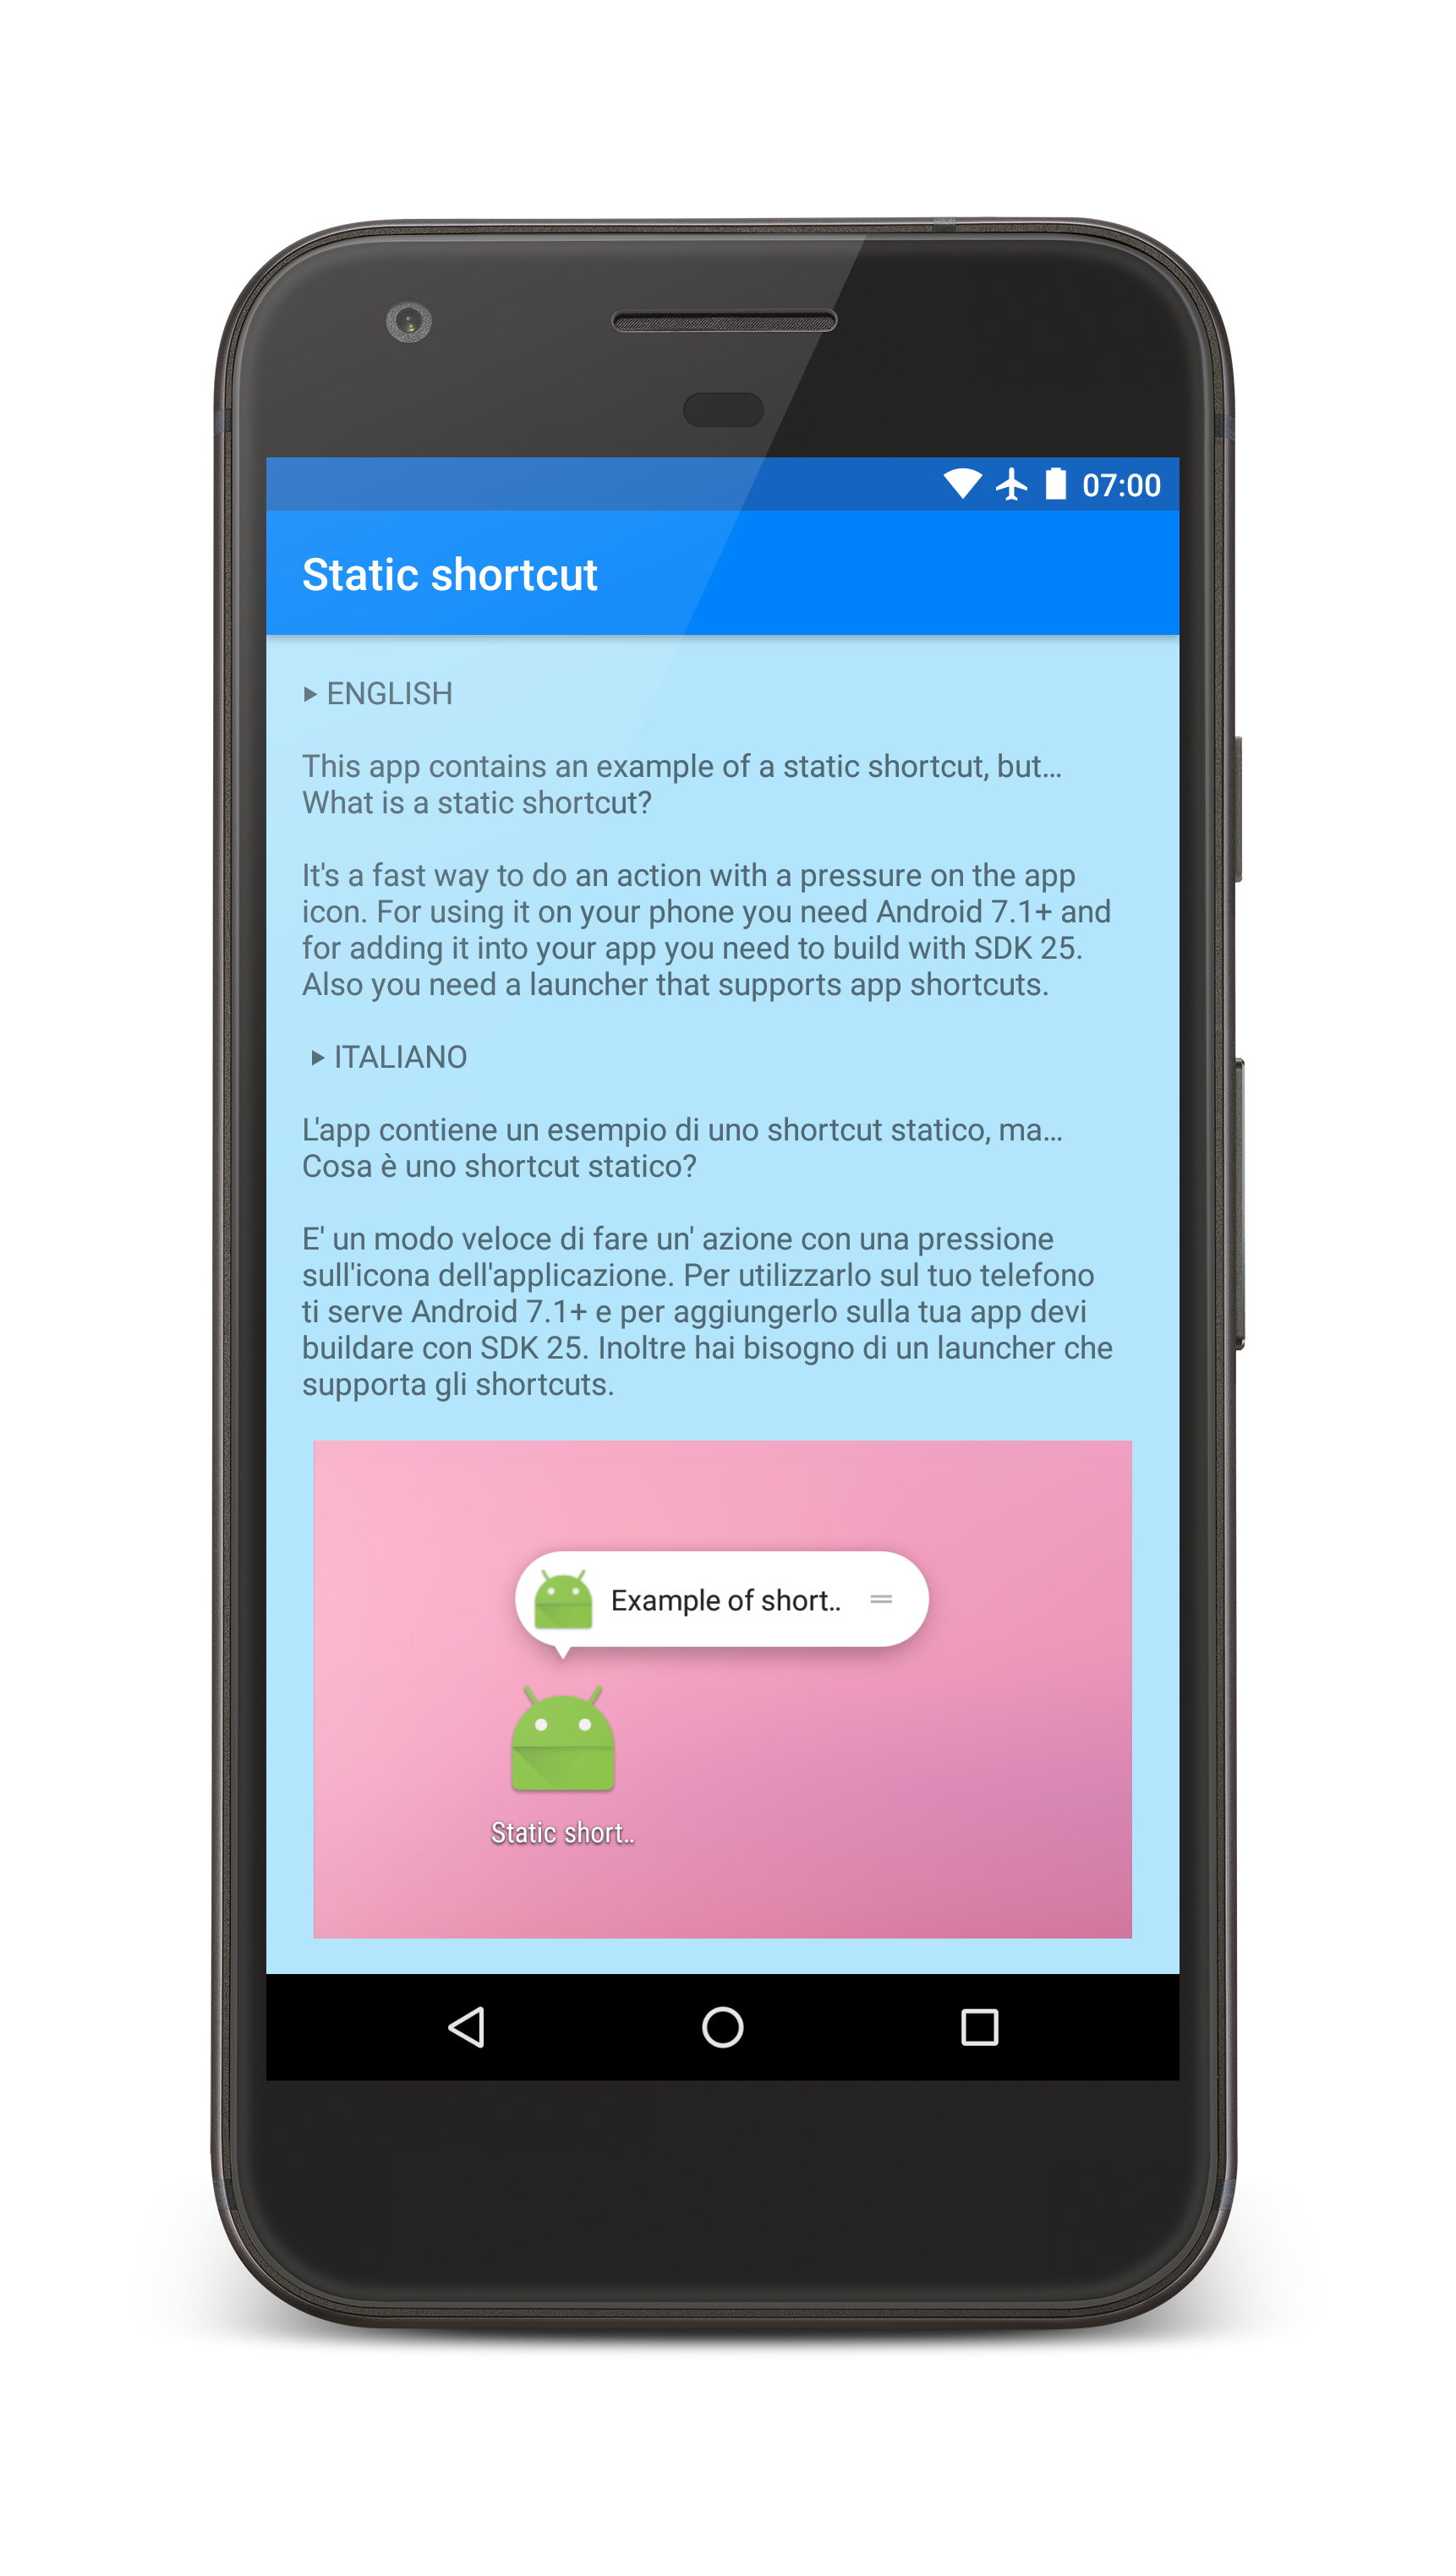 07:00
Static shortcut
▶ ENGLISH
This app contains an example of a static shortcut, but...
What is a static shortcut?
It's a fast way to do an action with a pressure on the app
icon. For using it on your phone you need Android 7.1+ and
for adding it into your app you need to build with SDK 25.
Also you need a launcher that supports app shortcuts.
▶ ITALIANO
L'app contiene un esempio di uno shortcut statico, ma...
Cosa è uno shortcut statico?
E' un modo veloce di fare un' azione con una pressione
sull'icona dell'applicazione. Per utilizzarlo sul tuo telefono
ti serve Android 7.1+ e per aggiungerlo sulla tua app devi
buildare con SDK 25. Inoltre hai bisogno di un launcher che
supporta gli shortcuts.
Example of short..
Static short..